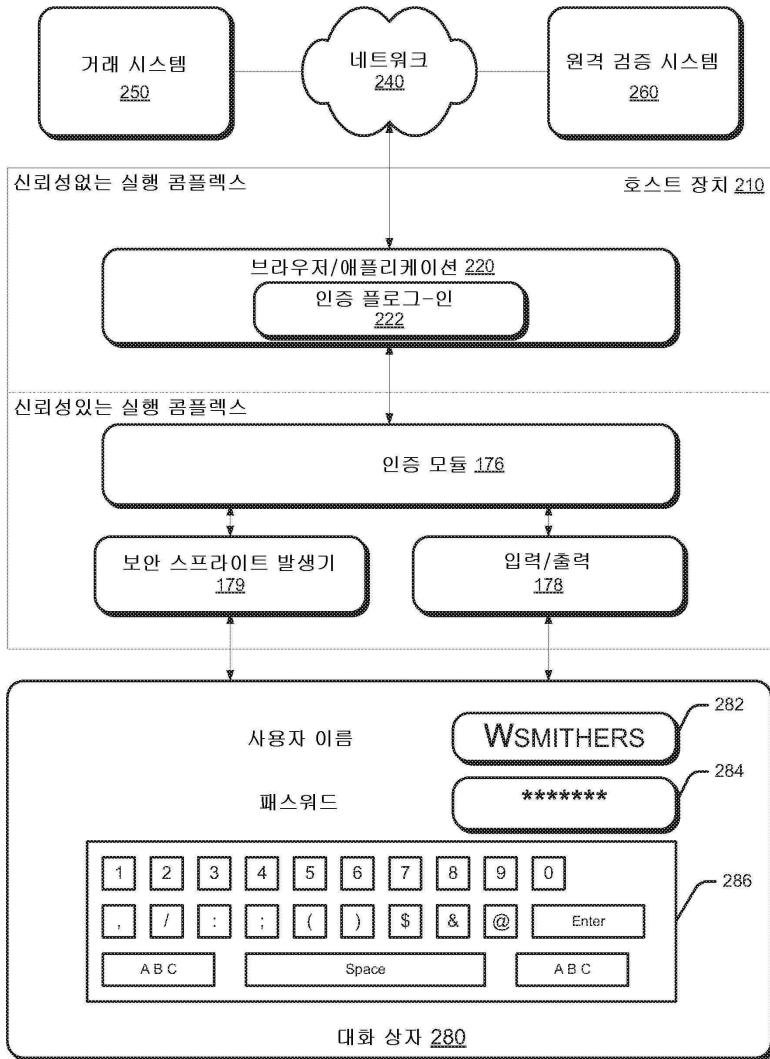 거래 시스템
250
네트워크
240
원격 검증 시스템
260
신뢰성없는 실행 콤플렉스
호스트 장치 210
브라우저/애플리케이션 220
인증 플로그-인
222
신뢰성있는 실행 콤플렉스
인증 모듈 176
보안 스프라이트 발생기
179
입력/출력
178
사용자 이름
WSMITHERS
282
패스워드
*******
284
1 2 3 4 5 6 7 8 9 0
, / : ; ( ) $ & @ Enter
A B C Space A B C
286
대화 상자 280